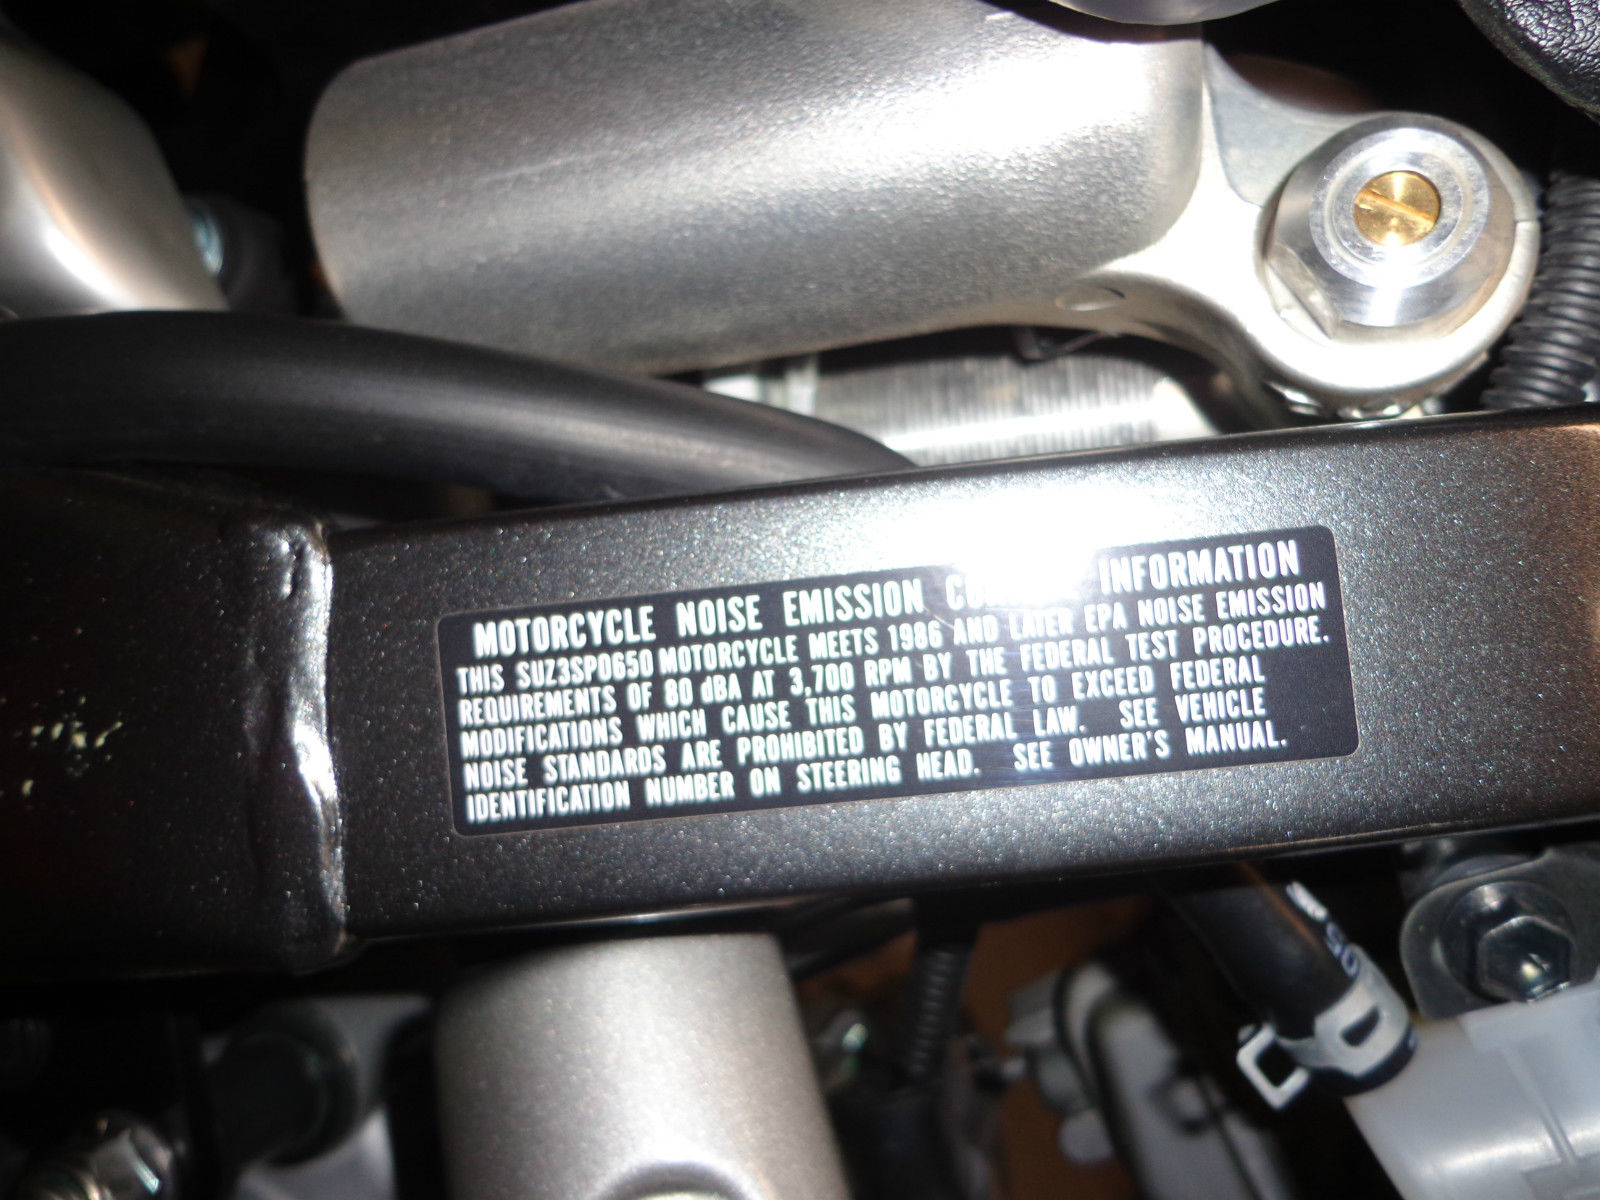 MOTORCYCLE NOISE EMISSION INFORMATION
THIS SUZ3SP0650 MOTORCYCLE MEETS 1986 AND LATER EPA NOISE EMISSION
REQUIREMENTS OF 80 dBA AT 3,700 RPM BY THE FEDERAL TEST PROCEDURE.
MODIFICATIONS WHICH CAUSE THIS MOTORCYCLE TO EXCEED FEDERAL
NOISE STANDARDS ARE PROHIBITED BY FEDERAL LAW. SEE VEHICLE
IDENTIFICATION NUMBER ON STEERING HEAD. SEE OWNER'S MANUAL.